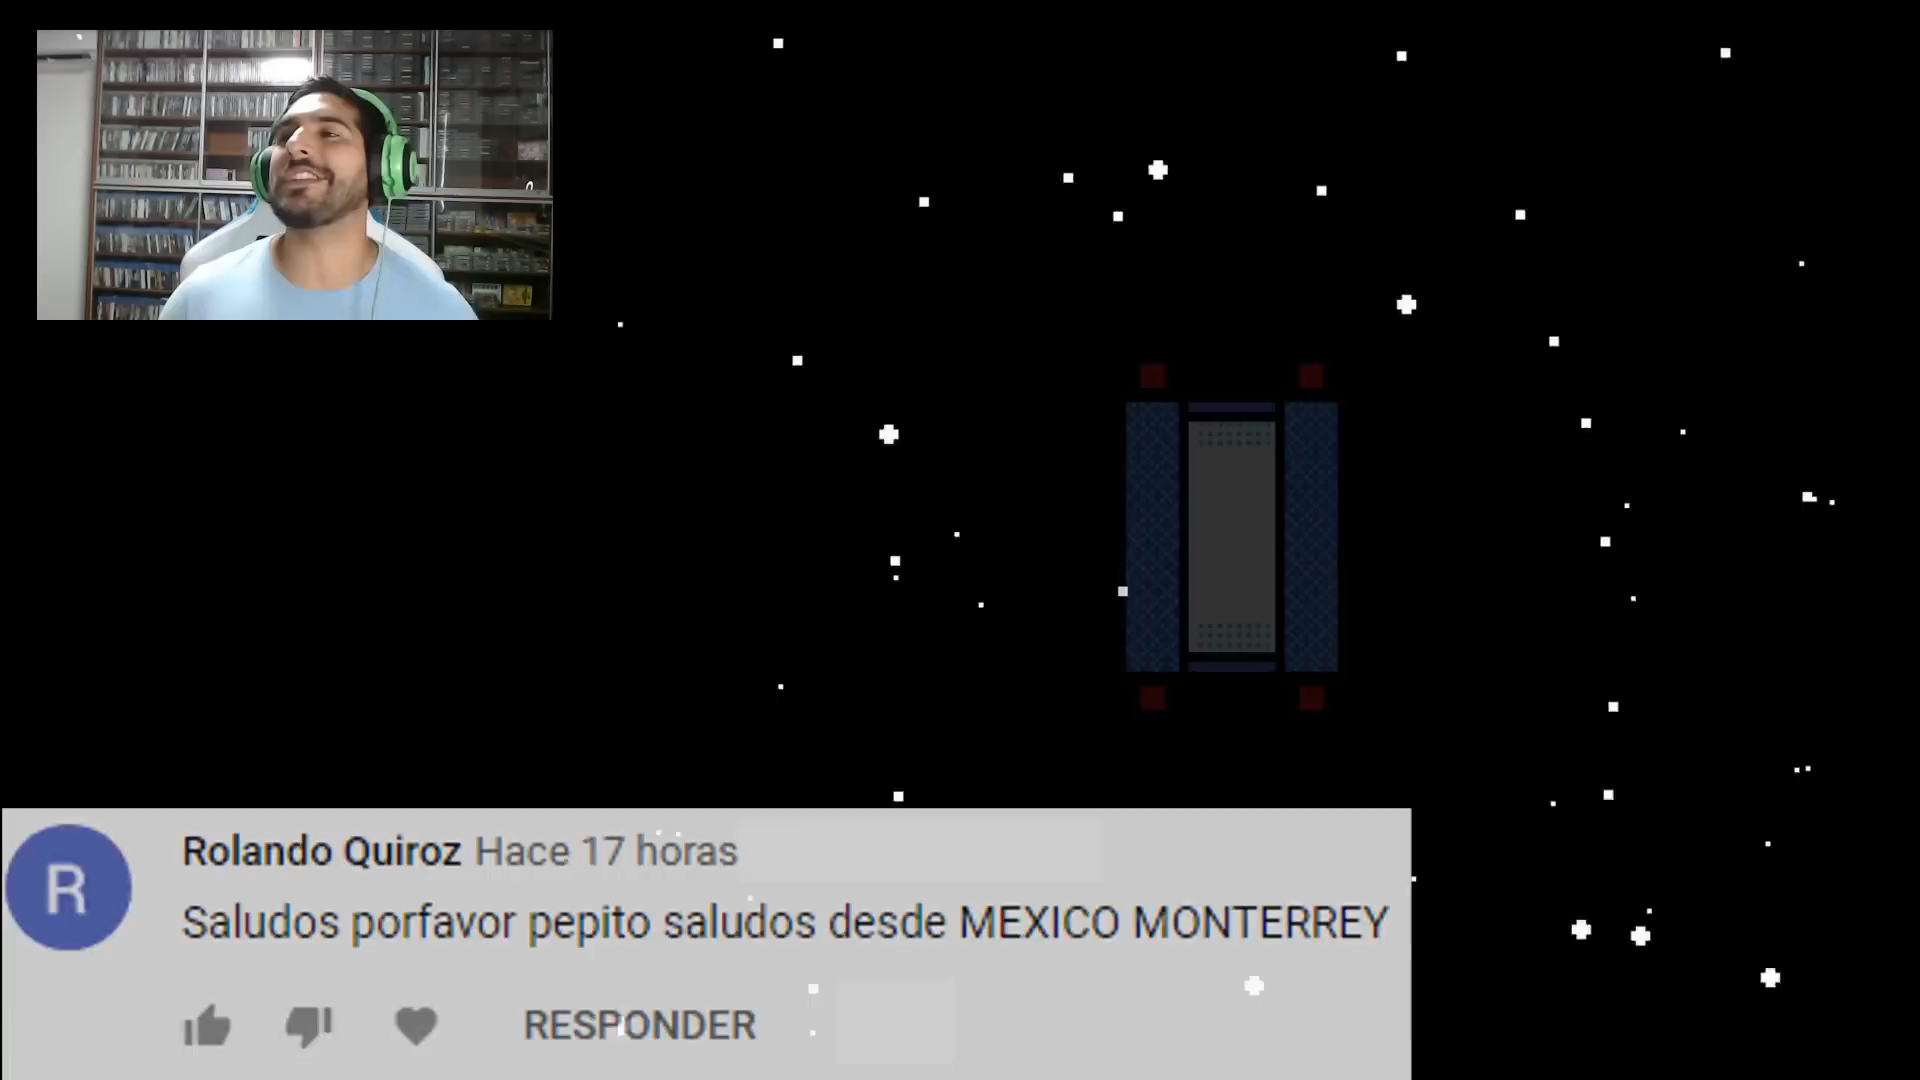 R
Rolando Quiroz Hace 17 horas
Saludos porfavor pepito saludos desde MEXICO MONTERREY
RESPONDER